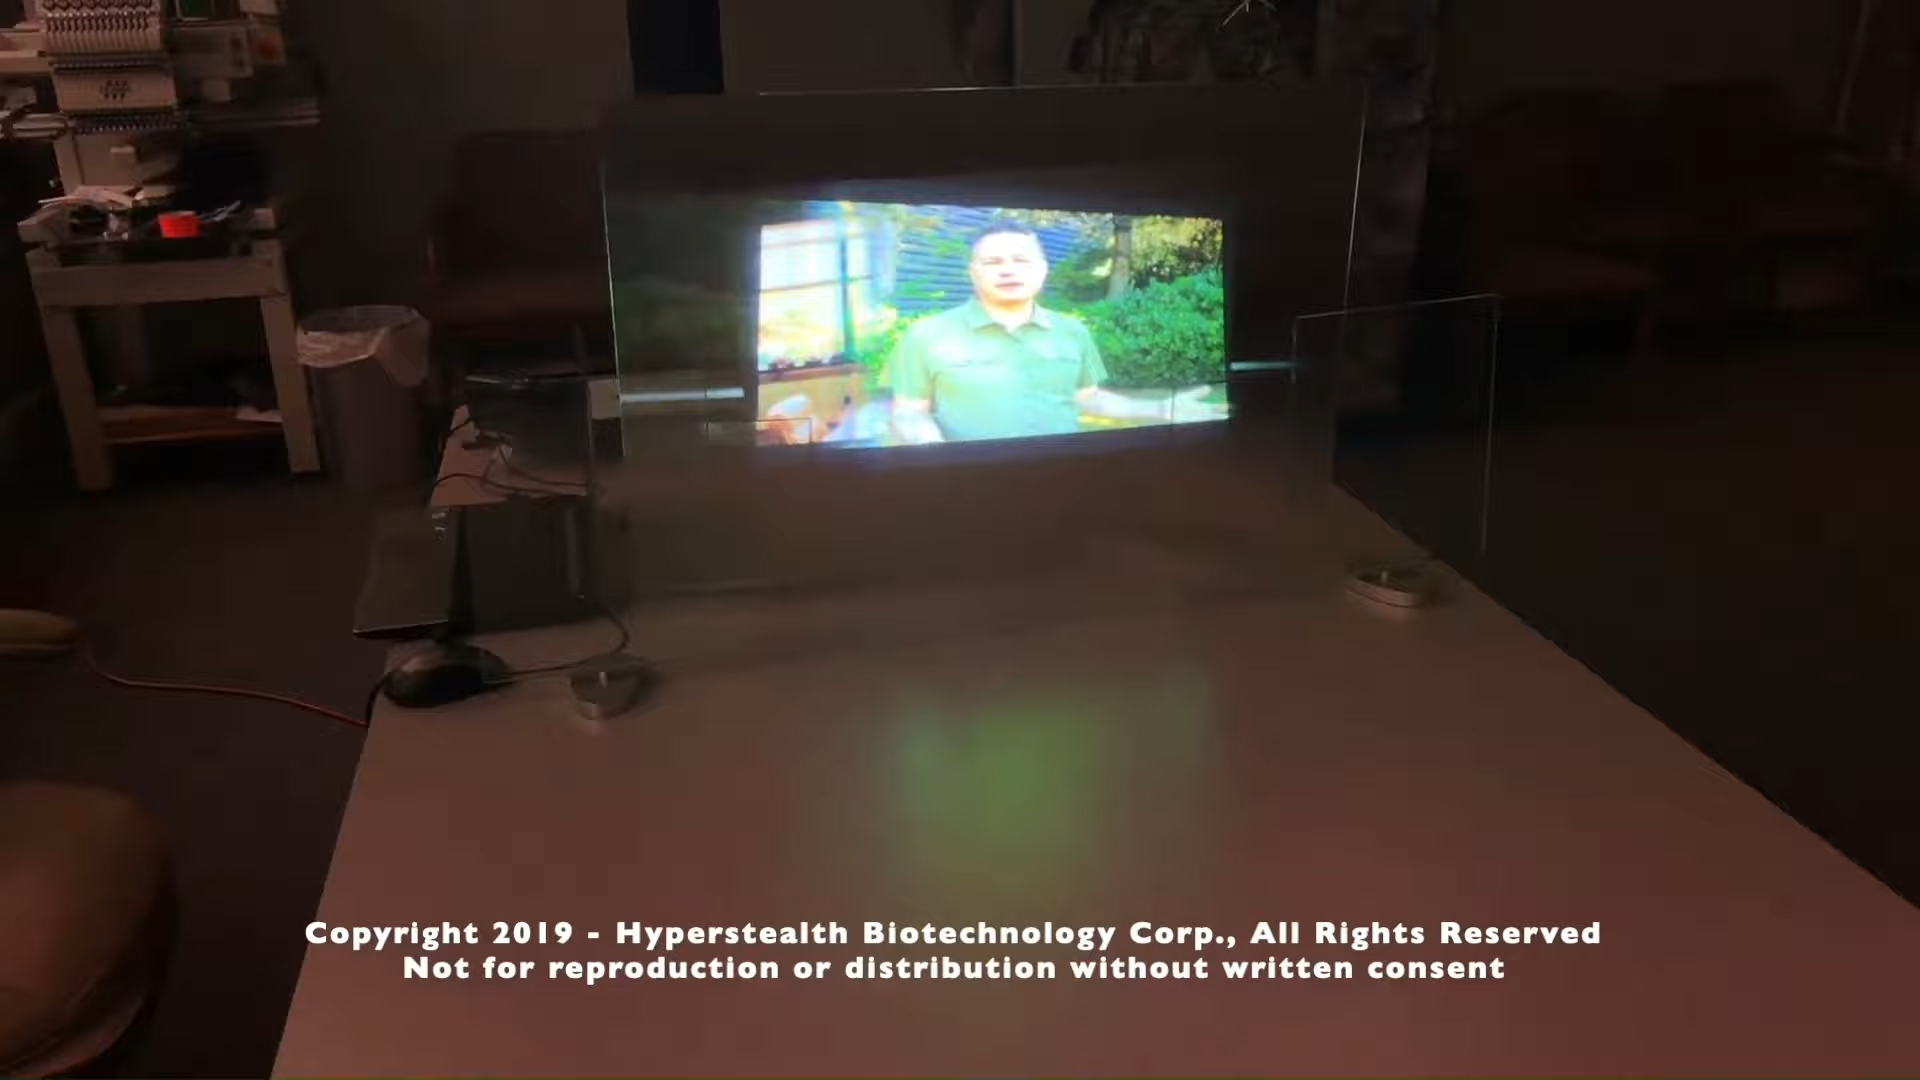 Copyright 2019 - Hyperstealth Biotechnology Corp., All Rights Reserved
Not for reproduction or distribution without written consent